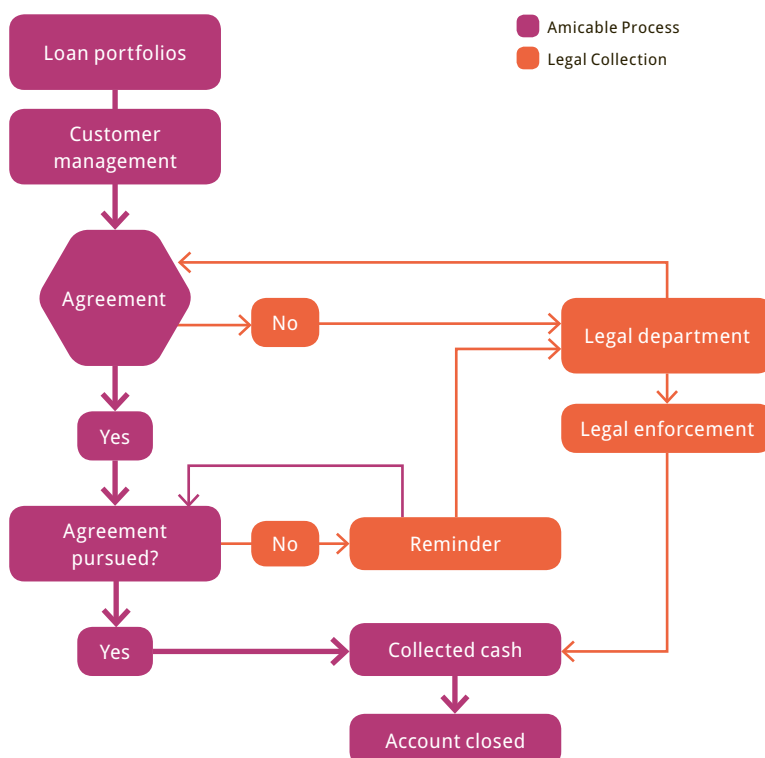 Loan portfolios
Amicable Process
Legal Collection
Customer
management
Agreement
No
Legal department
Yes
Legal enforcement
Agreement
pursued?
No
Reminder
Yes
Collected cash
Account closed